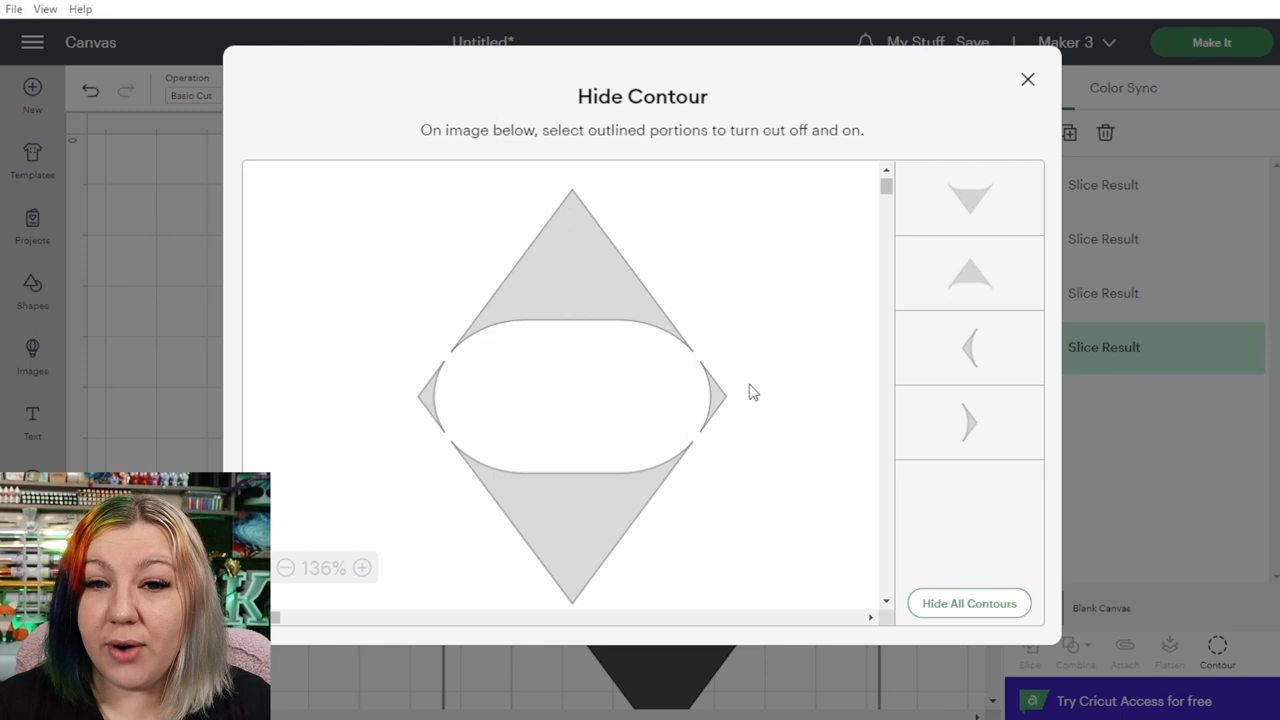 File View Help
Canvas
Untitled*
My Stuff Save | Maker 3
Make It
New
Templates
Projects
Shapes
Images
Text
Operation
Basic Cut
0
Hide Contour
On image below, select outlined portions to turn cut off and on.
136%
Hide All Contours
Color Sync
Slice Result
Slice Result
Slice Result
Slice Result
Blank Canvas
Slice Combine Attach Flatten Contour
a Try Cricut Access for free